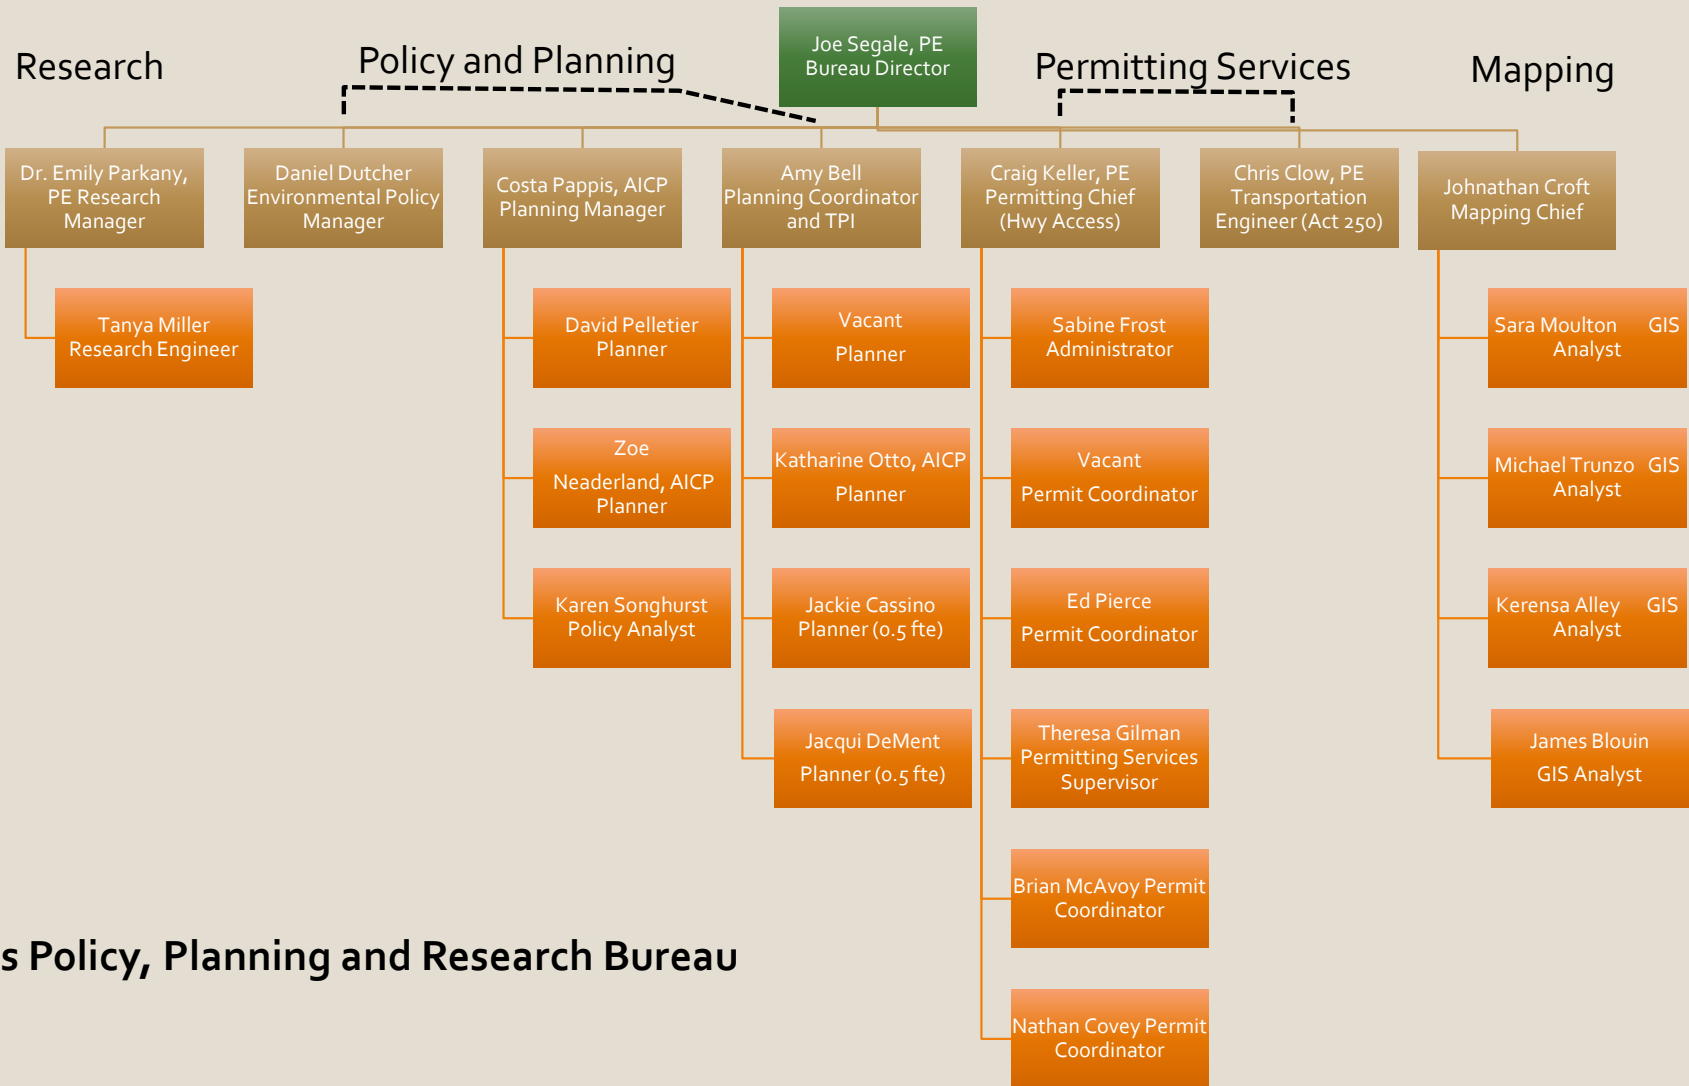 Research
Policy and Planning
Permitting Services
Mapping
Joe Segale, PE
Bureau Director
Dr. Emily Parkany,
PE Research
Manager
Daniel Dutcher
Environmental Policy
Manager
Costa Pappis, AICP
Planning Manager
Amy Bell
Planning Coordinator
and TPI
Craig Keller, PE
Permitting Chief
(Hwy Access)
Chris Clow, PE
Transportation
Engineer (Act 250)
Johnathan Croft
Mapping Chief
Tanya Miller
Research Engineer
David Pelletier
Planner
Zoe
Neaderland, AICP
Planner
Karen Songhurst
Policy Analyst
Vacant
Planner
Katharine Otto, AICP
Planner
Jackie Cassino
Planner (0.5 fte)
Jacqui DeMent
Planner (0.5 fte)
Sabine Frost
Administrator
Vacant
Permit Coordinator
Ed Pierce
Permit Coordinator
Theresa Gilman
Permitting Services
Supervisor
Brian McAvoy Permit
Coordinator
Nathan Covey Permit
Coordinator
Sara Moulton GIS
Analyst
Michael Trunzo GIS
Analyst
Kerensa Alley GIS
Analyst
James Blouin
GIS Analyst
s Policy, Planning and Research Bureau